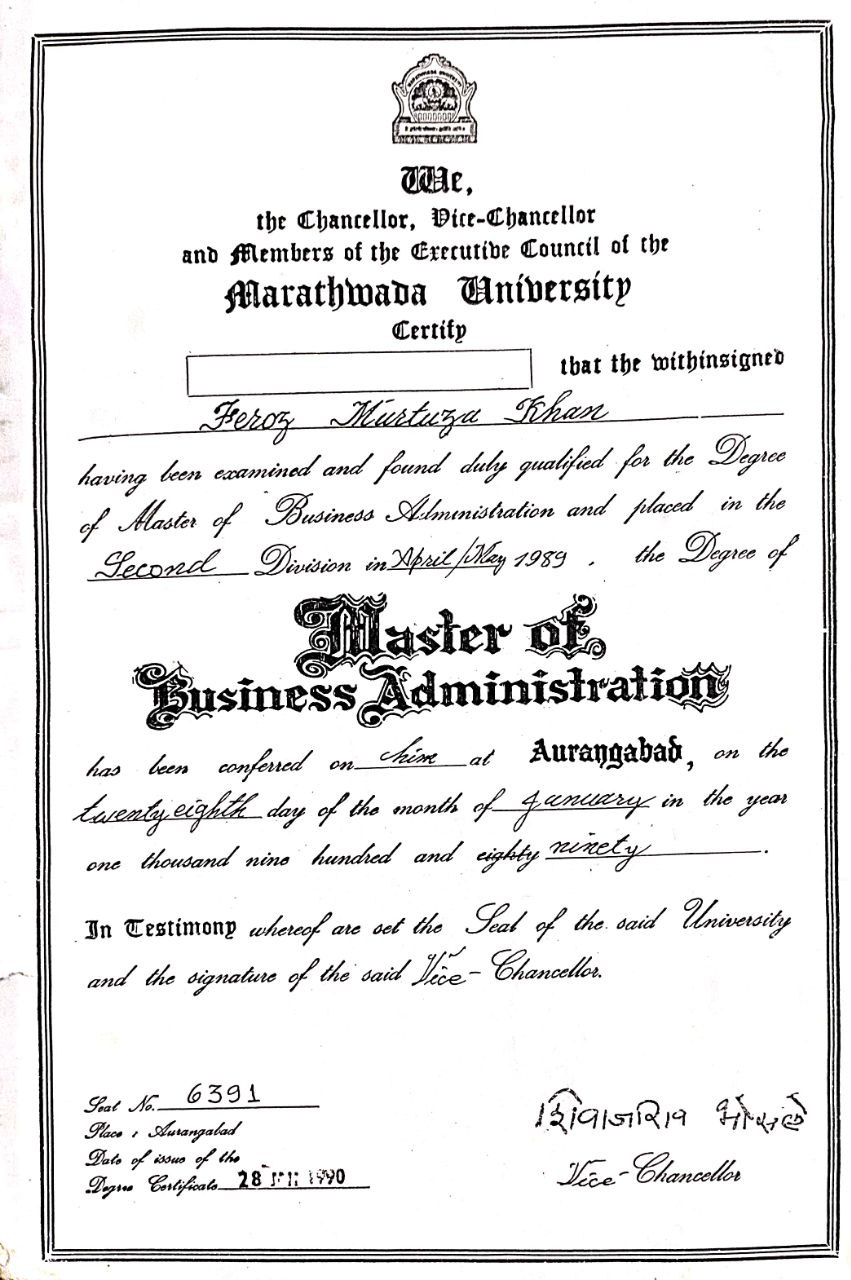 We,
the Chancellor, Vice-Chancellor
and Members of the Executive Council of the
Marathwada University
Certify
that the withinsigned
Feroz Murtuza Khan
having been examined and found duly qualified for the Degree
of Master of Business Administration and placed in the
Second Division in April/May 1989 . the Degree of
Master of
Business Administration
has been conferred on him at Aurangabad, on the
twenty eighth day of the month of January in the year
one thousand nine hundred and eighty ninety .
In Testimony whereof are set the Seal of the said University
and the signature of the said Vice-Chancellor.
Seat No. 6391
Place : Aurangabad
Date of issue of the
Degree Certificate 28 1990
शिवाजीराव भोसले
Vice-Chancellor